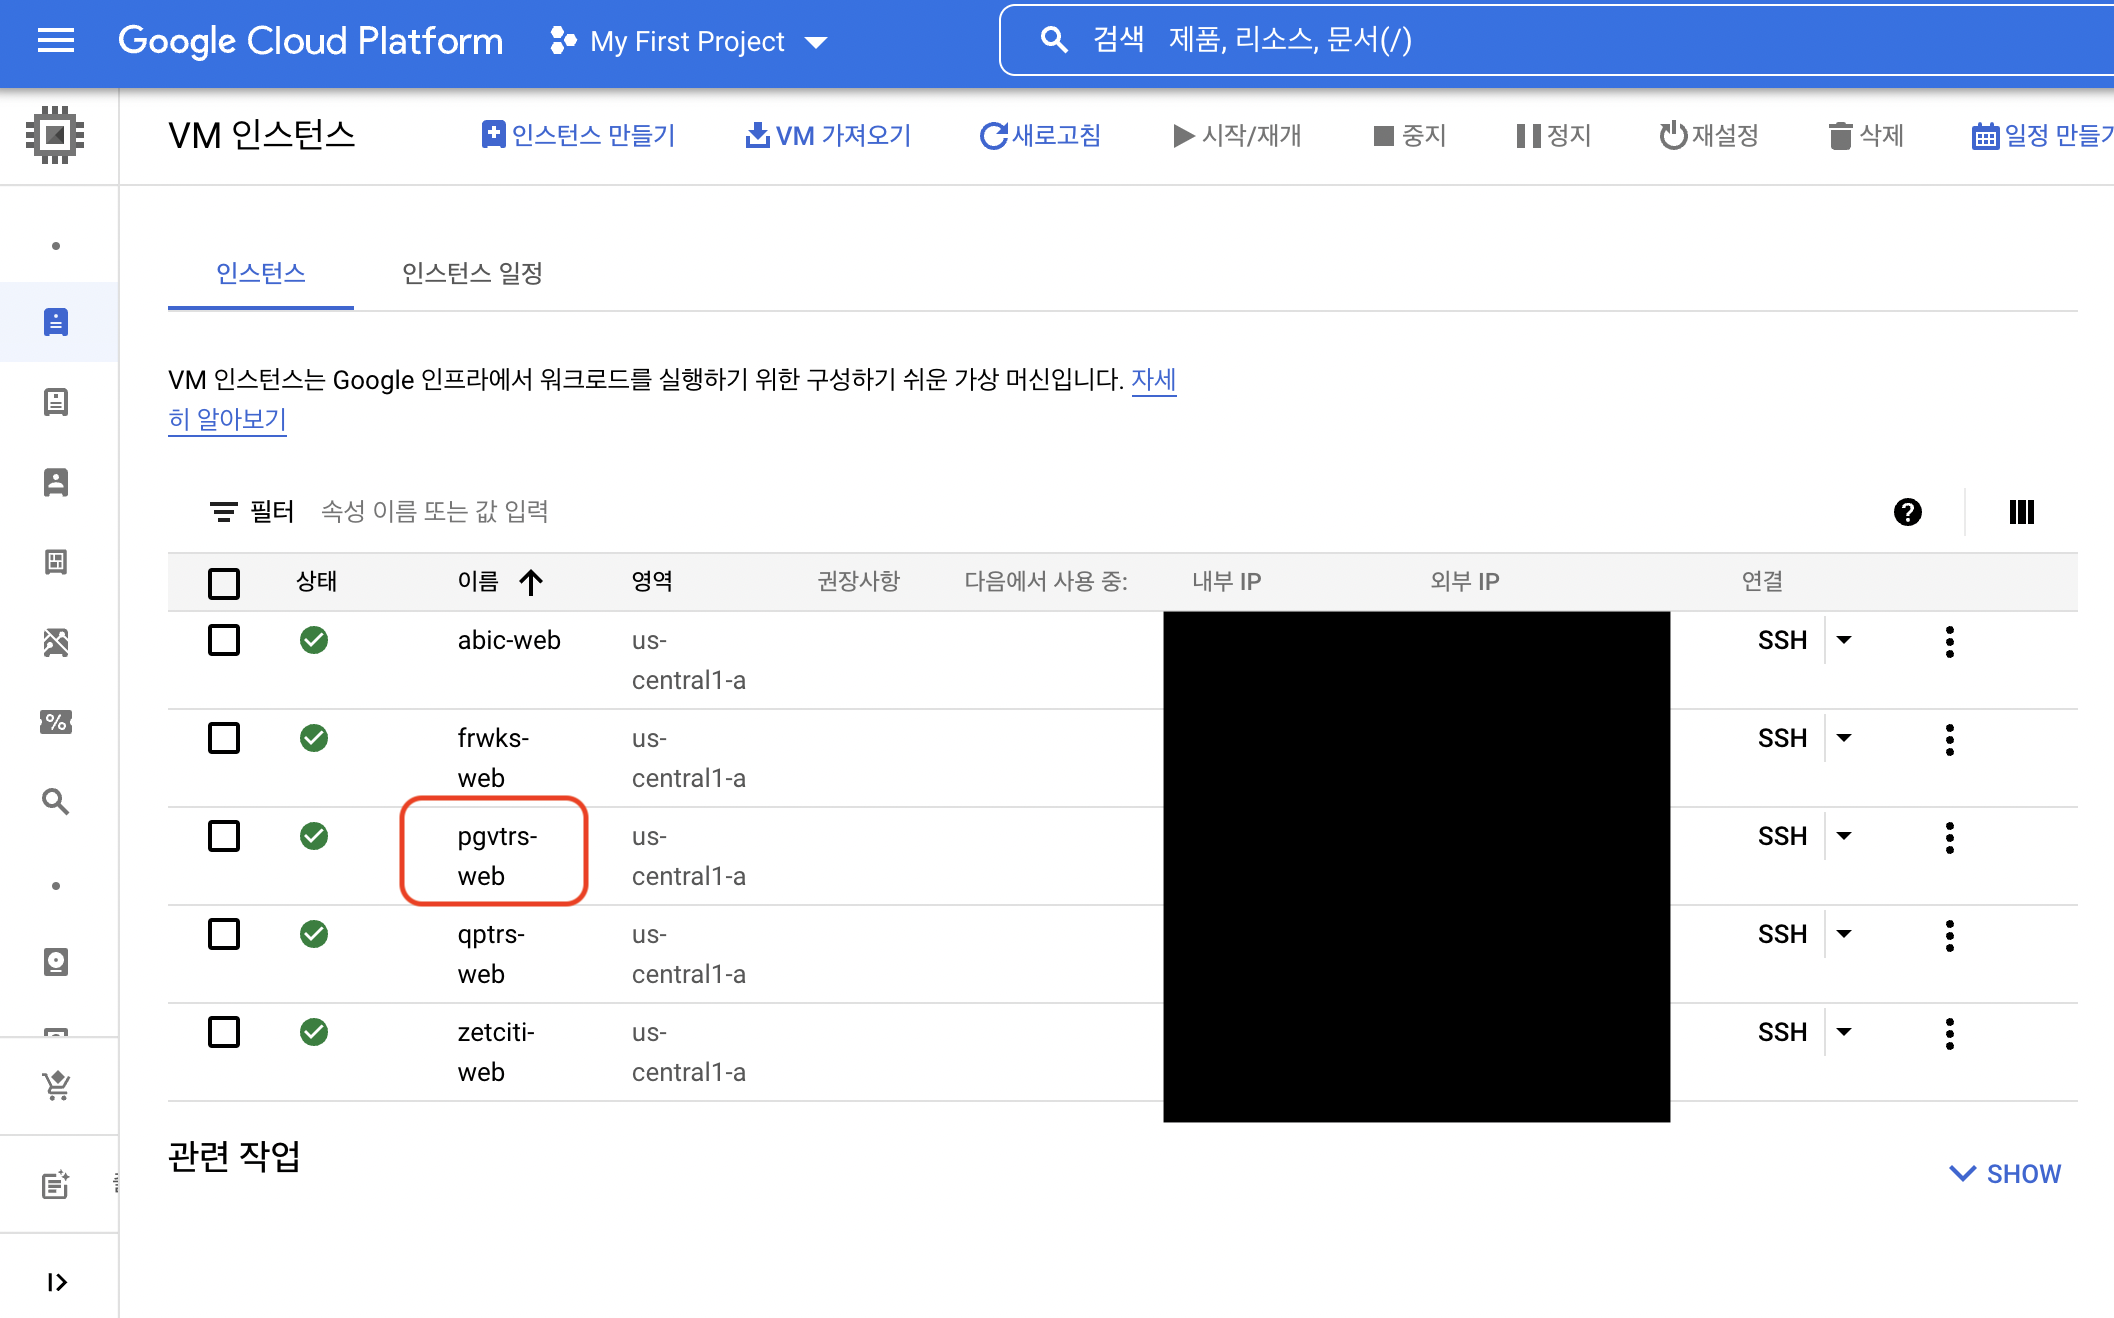 Google Cloud Platform My First Project 검색 제품, 리소스, 문서(/)
VM 인스턴스 인스턴스 만들기 VM 가져오기 새로고침 시작/재개 중지 정지 재설정 삭제 일정 만들기
인스턴스 인스턴스 일정
VM 인스턴스는 Google 인프라에서 워크로드를 실행하기 위한 구성하기 쉬운 가상 머신입니다. 자세
히 알아보기
필터 속성 이름 또는 값 입력
상태 이름 영역 권장사항 다음에서 사용 중: 내부 IP 외부 IP 연결
abic-web us- SSH
central1-a
frwks- us- SSH
web central1-a
pgvtrs- us- SSH
web central1-a
qptrs- us- SSH
web central1-a
zetciti- us- SSH
web central1-a
관련 작업
SHOW